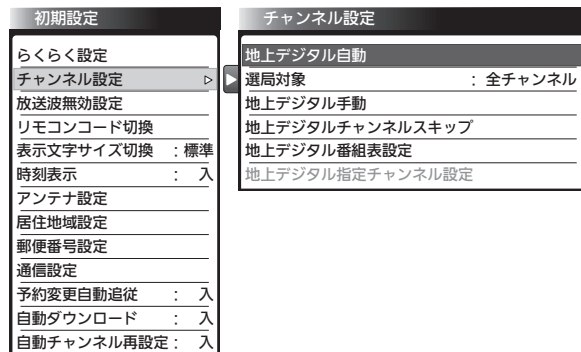 初期設定
らくらく設定
チャンネル設定
放送波無効設定
リモコンコード切換
表示文字サイズ切換 : 標準
時刻表示 : 入
アンテナ設定
居住地域設定
郵便番号設定
通信設定
予約変更自動追従 : 入
自動ダウンロード : 入
自動チャンネル再設定 : 入
チャンネル設定
地上デジタル自動
選局対象 : 全チャンネル
地上デジタル手動
地上デジタルチャンネルスキップ
地上デジタル番組表設定
地上デジタル指定チャンネル設定